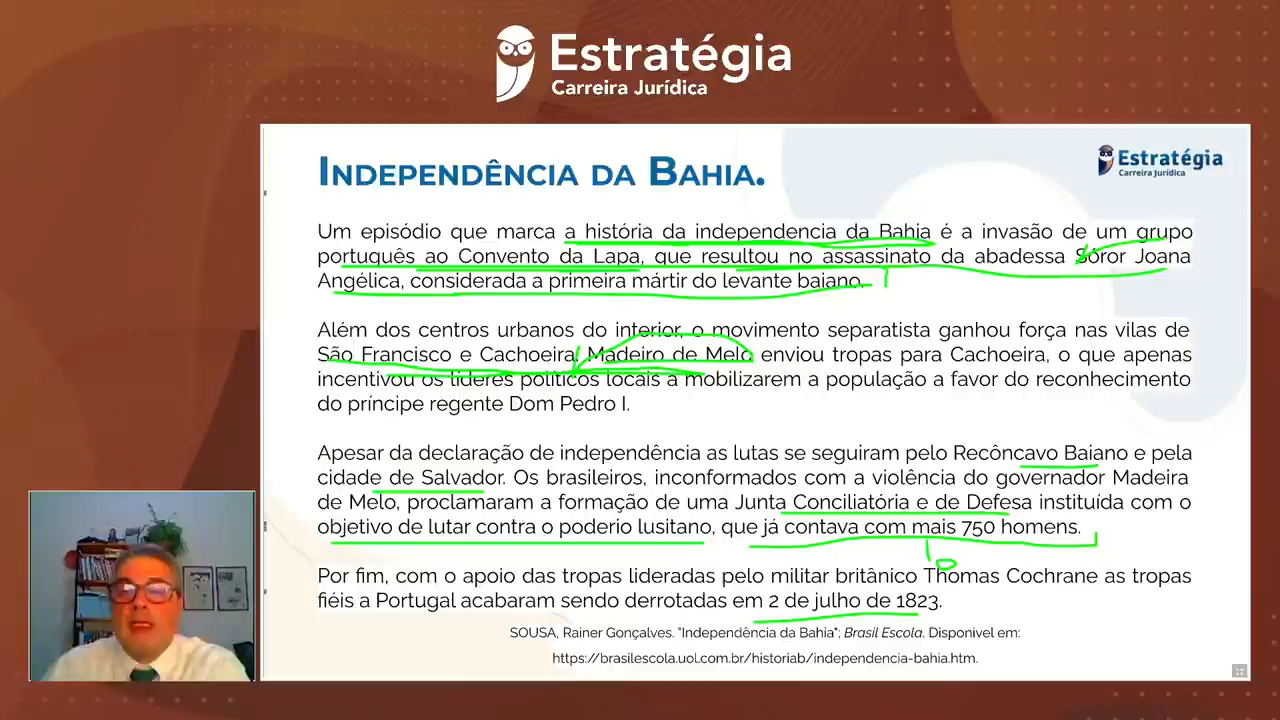 Estratégia
Carreira Jurídica
INDEPENDÊNCIA DA BAHIA.
Estratégia
Carreira Jurídica
Um episódio que marca a história da independencia da Bahia é a invasão de um grupo
português ao Convento da Lapa, que resultou no assassinato da abadessa Sóror Joana
Angélica, considerada a primeira mártir do levante baiano.
Além dos centros urbanos do interior, o movimento separatista ganhou força nas vilas de
São Francisco e Cachoeira. Madeiro de Melo enviou tropas para Cachoeira, o que apenas
incentivou os líderes políticos locais a mobilizarem a população a favor do reconhecimento
do príncipe regente Dom Pedro I.
Apesar da declaração de independência as lutas se seguiram pelo Recôncavo Baiano e pela
cidade de Salvador. Os brasileiros, inconformados com a violência do governador Madeira
de Melo, proclamaram a formação de uma Junta Conciliatória e de Defesa instituída com o
objetivo de lutar contra o poderio lusitano, que já contava com mais 750 homens.
Por fim, com o apoio das tropas lideradas pelo militar britânico Thomas Cochrane as tropas
fiéis a Portugal acabaram sendo derrotadas em 2 de julho de 1823.
SOUSA, Rainer Gonçalves. "Independência da Bahia"; Brasil Escola. Disponivel em:
https://brasilescola.uol.com.br/historiab/independencia-bahia.htm.